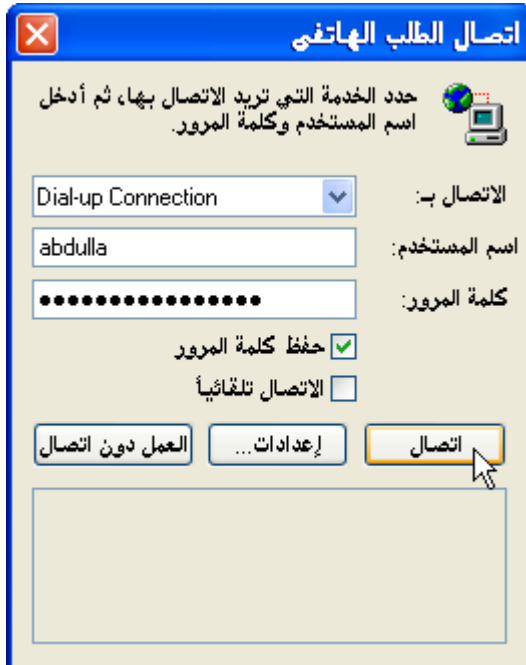 اتصال الطلب الهاتفي
حدد الخدمة التي تريد الاتصال بها، ثم أدخل
اسم المستخدم وكلمة المرور.
الاتصال بـ: Dial-up Connection
اسم المستخدم: abdulla
كلمة المرور: ••••••••••••••••
حفظ كلمة المرور
الاتصال تلقائياً
اتصال إعدادات... العمل دون اتصال